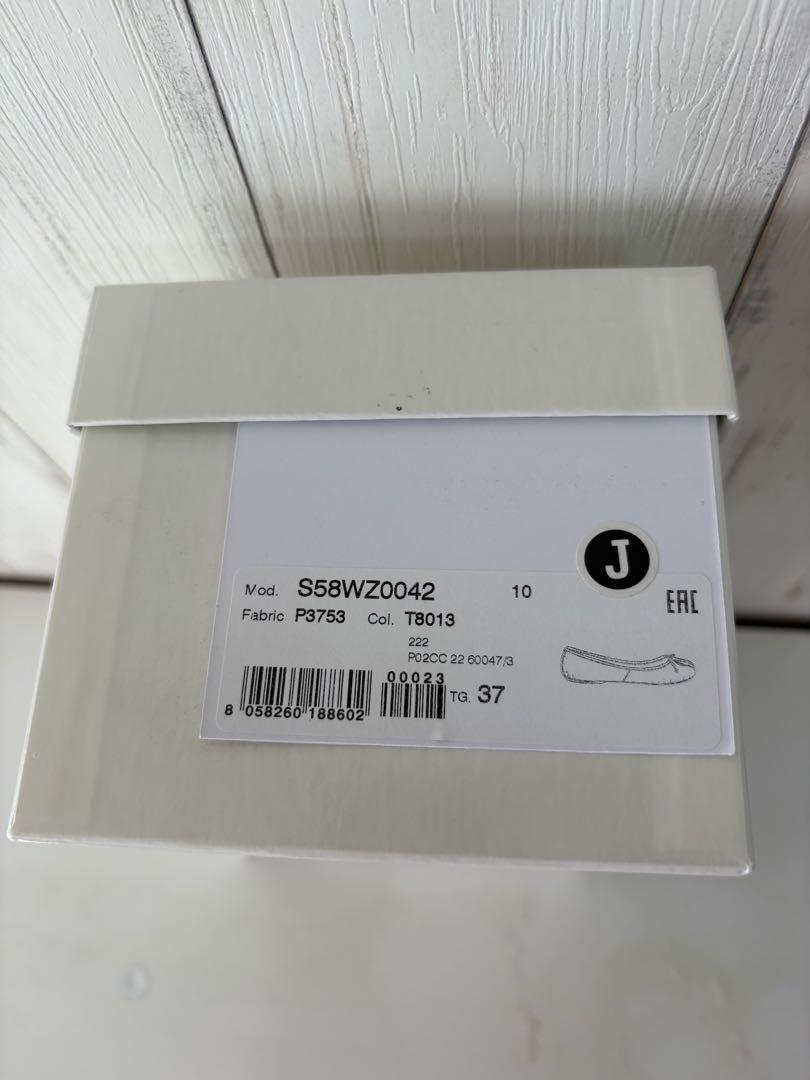 J
Mod. S58WZ0042 10
EAC
Fabric P3753 Col. T8013
222
P02CC 22 60047/3
00023
8 058260 188602
TG. 37